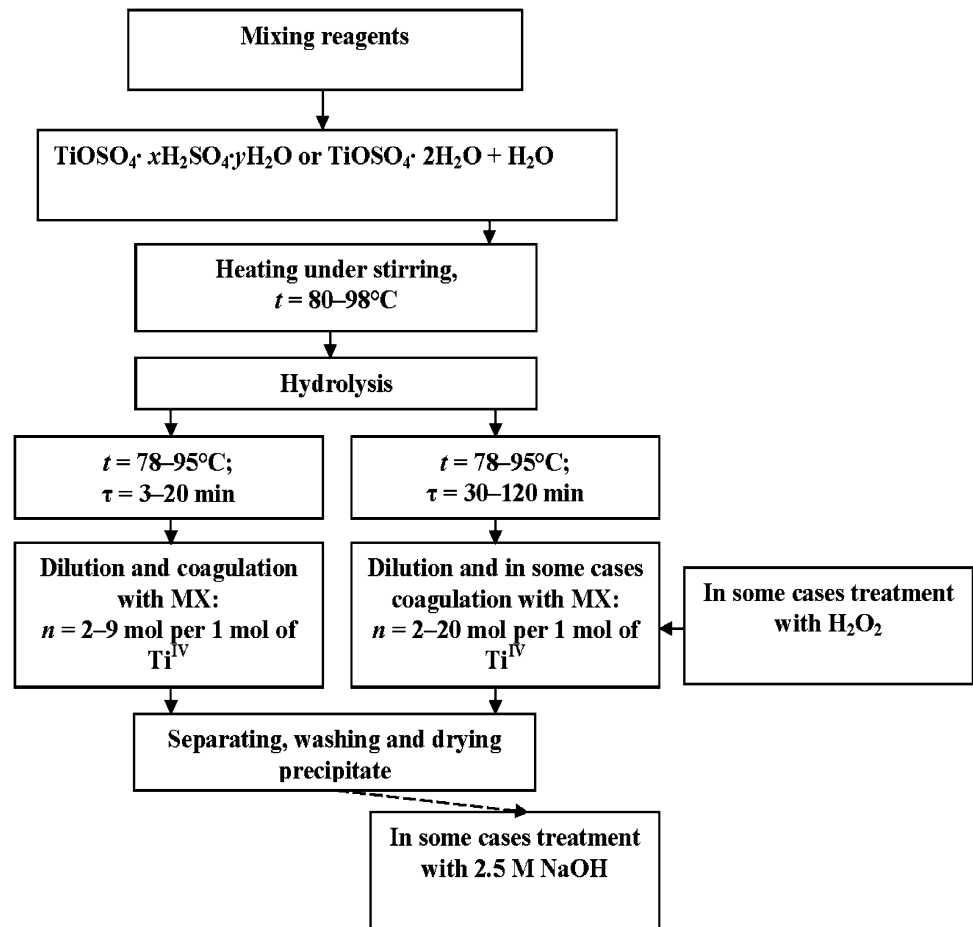 Mixing reagents
TiOSO₄· xH₂SO₄·yH₂O or TiOSO₄· 2H₂O + H₂O
Heating under stirring,
t = 80–98°C
Hydrolysis
t = 78–95°C;
τ = 3–20 min
t = 78–95°C;
τ = 30–120 min
Dilution and coagulation
with MX:
n = 2–9 mol per 1 mol of
Tiᴵⱽ
Dilution and in some cases
coagulation with MX:
n = 2–20 mol per 1 mol of
Tiᴵⱽ
In some cases treatment
with H₂O₂
Separating, washing and drying
precipitate
In some cases treatment
with 2.5 M NaOH